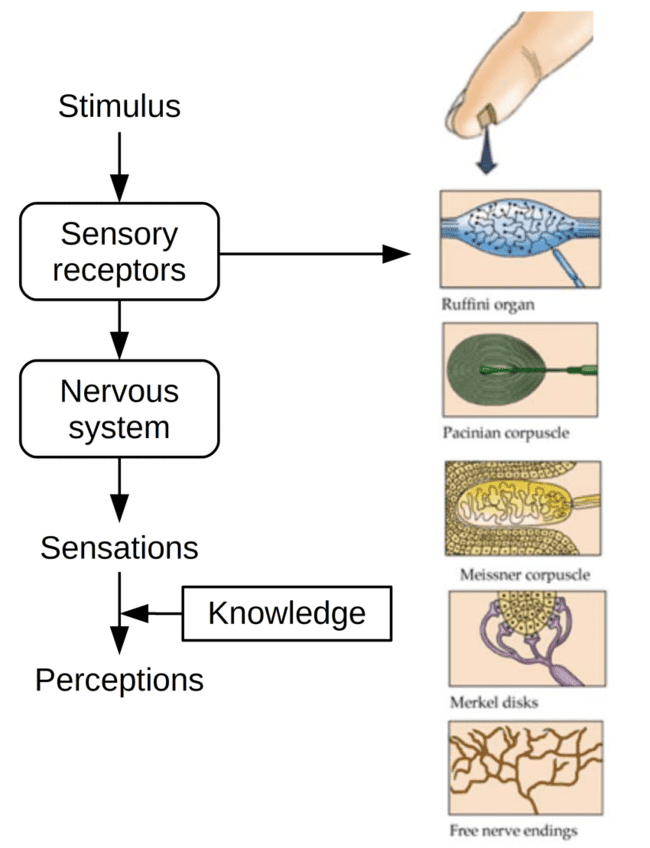 Stimulus
Sensory
receptors
Nervous
system
Sensations
Knowledge
Perceptions
Ruffini organ
Pacinian corpuscle
Meissner corpuscle
Merkel disks
Free nerve endings